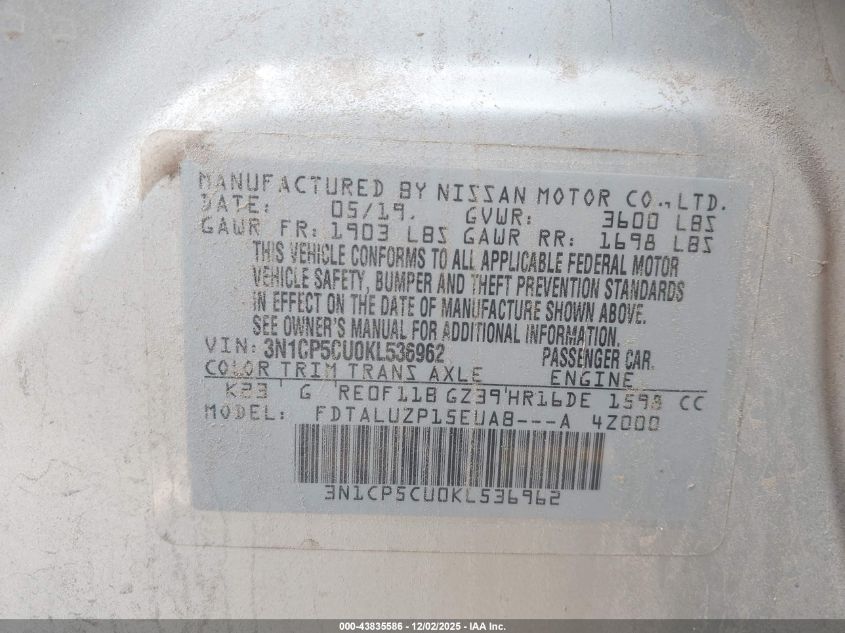 MANUFACTURED BY NISSAN MOTOR CO., LTD.
DATE: 05/19. GVWR: 3600 LBS
GAWR FR: 1903 LBS GAWR RR: 1698 LBS
THIS VEHICLE CONFORMS TO ALL APPLICABLE FEDERAL MOTOR
VEHICLE SAFETY, BUMPER AND THEFT PREVENTION STANDARDS
IN EFFECT ON THE DATE OF MANUFACTURE SHOWN ABOVE.
SEE OWNER'S MANUAL FOR ADDITIONAL INFORMATION.
VIN: 3N1CP5CU0KL536962 PASSENGER CAR.
COLOR TRIM TRANS AXLE ENGINE
K23 ' G 'RE0F11B GZ39'HR16DE 1598 CC
MODEL: FDTALUZP15EUAB---A 4Z000
3N1CP5CU0KL536962
000-43835586 - 12/02/2025 - IAA Inc.